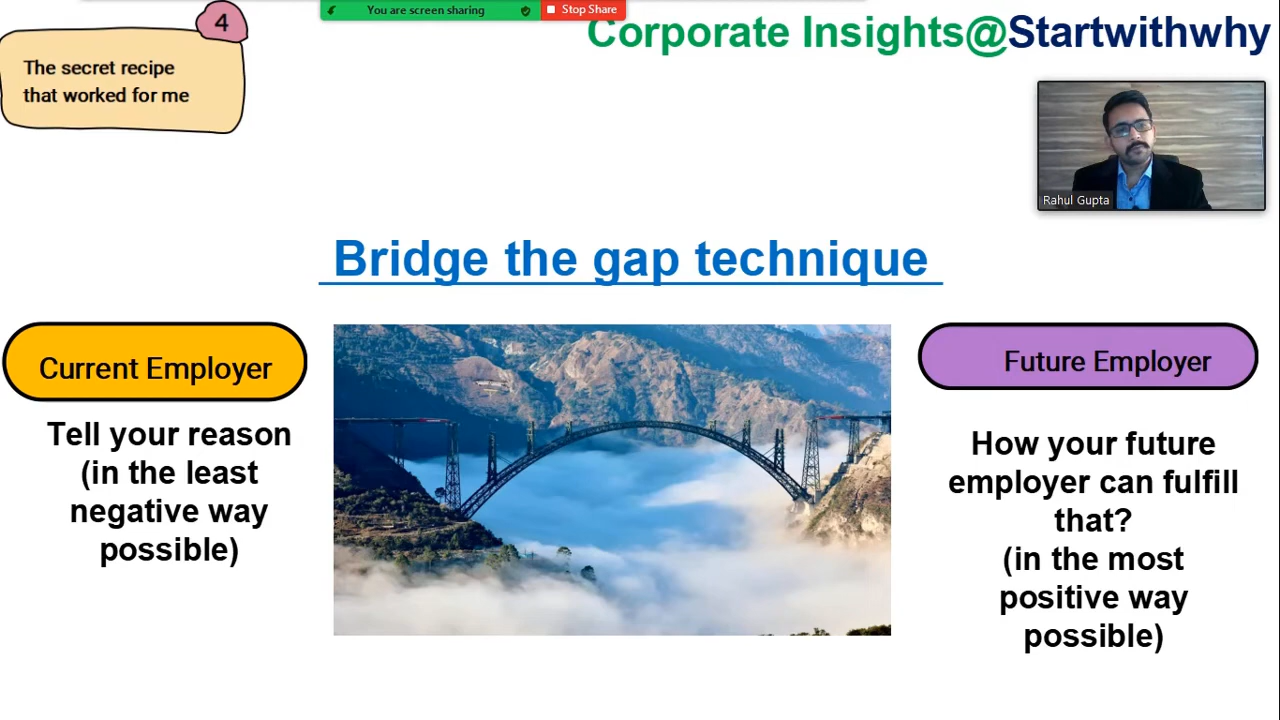 You are screen sharing
Stop Share
4
The secret recipe
that worked for me
Corporate Insights@Startwithwhy
Rahul Gupta
Bridge the gap technique
Current Employer
Tell your reason
(in the least
negative way
possible)
Future Employer
How your future
employer can fulfill
that?
(in the most
positive way
possible)